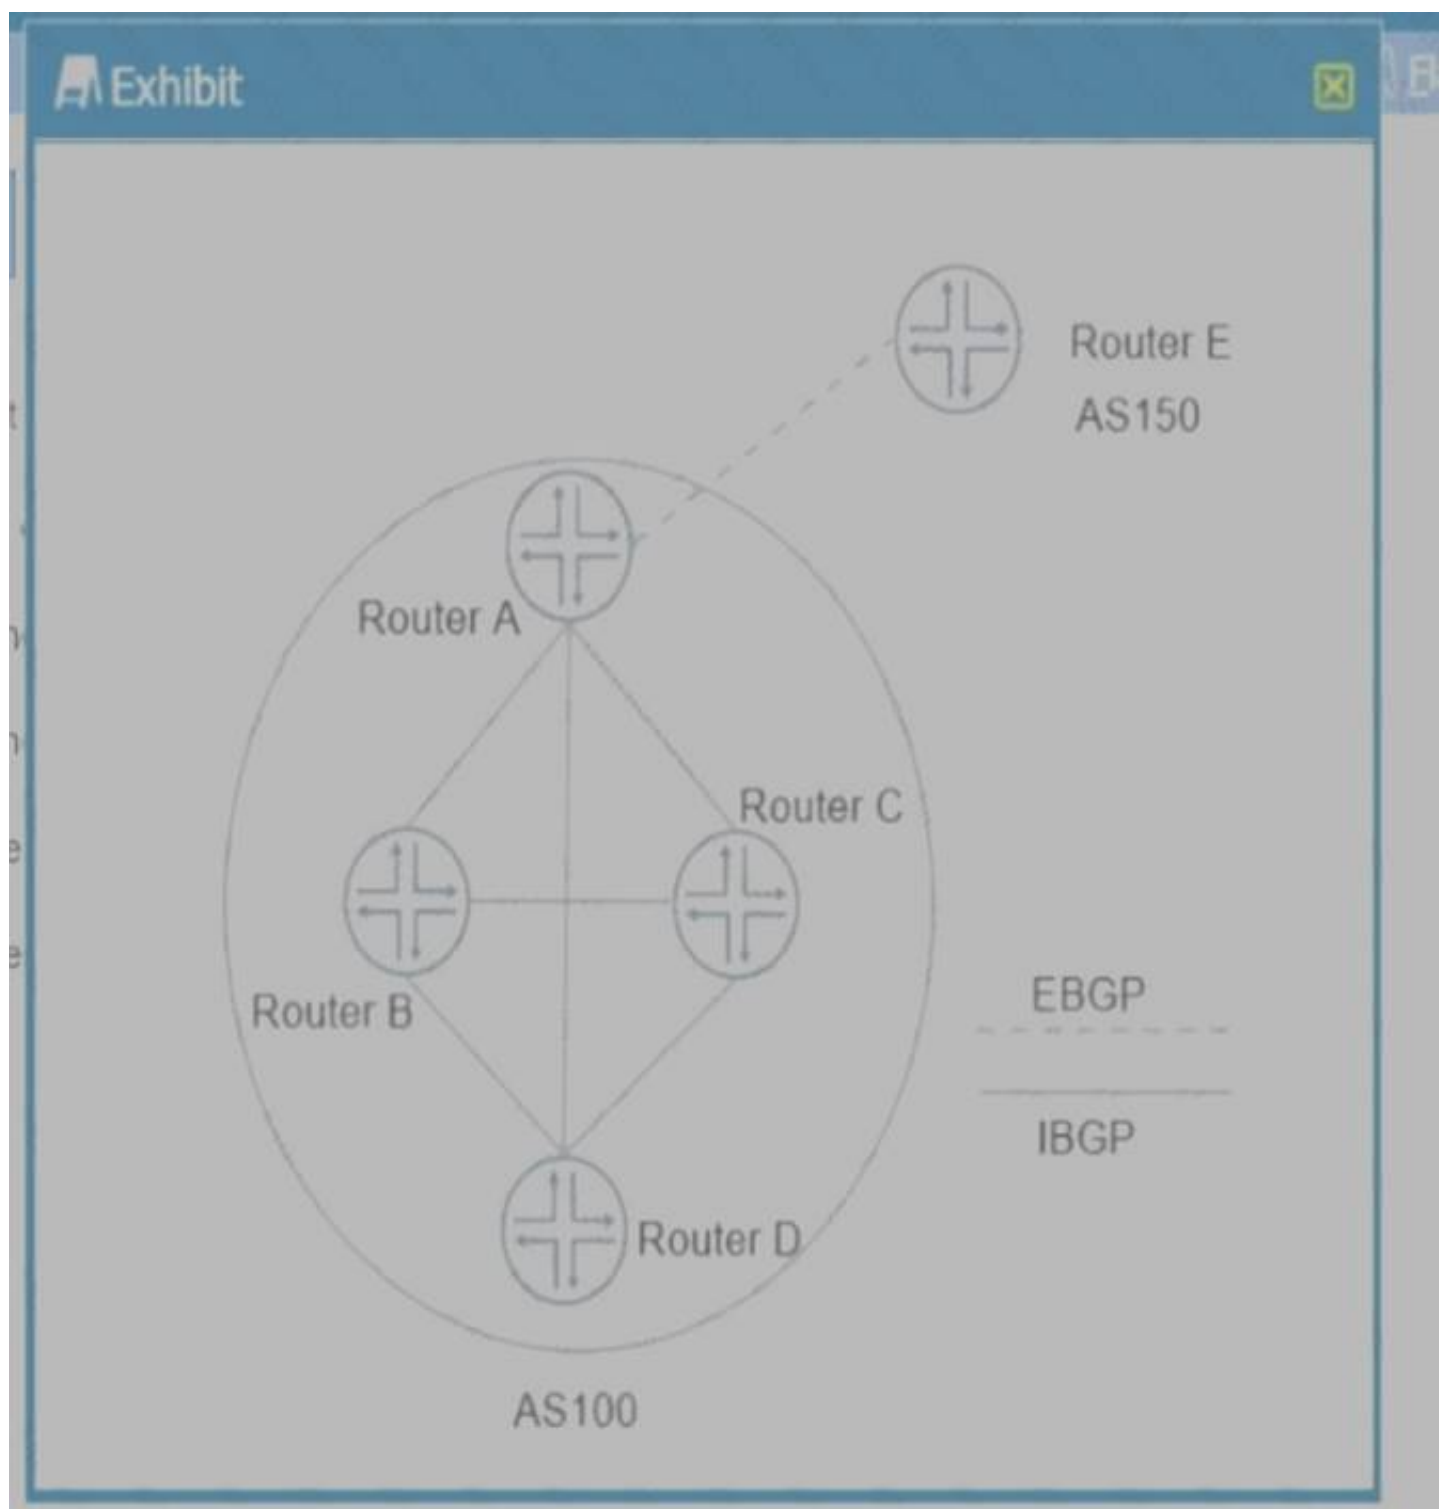 Exhibit
Router E
AS150
Router A
Router C
Router B
EBGP
IBGP
Router D
AS100